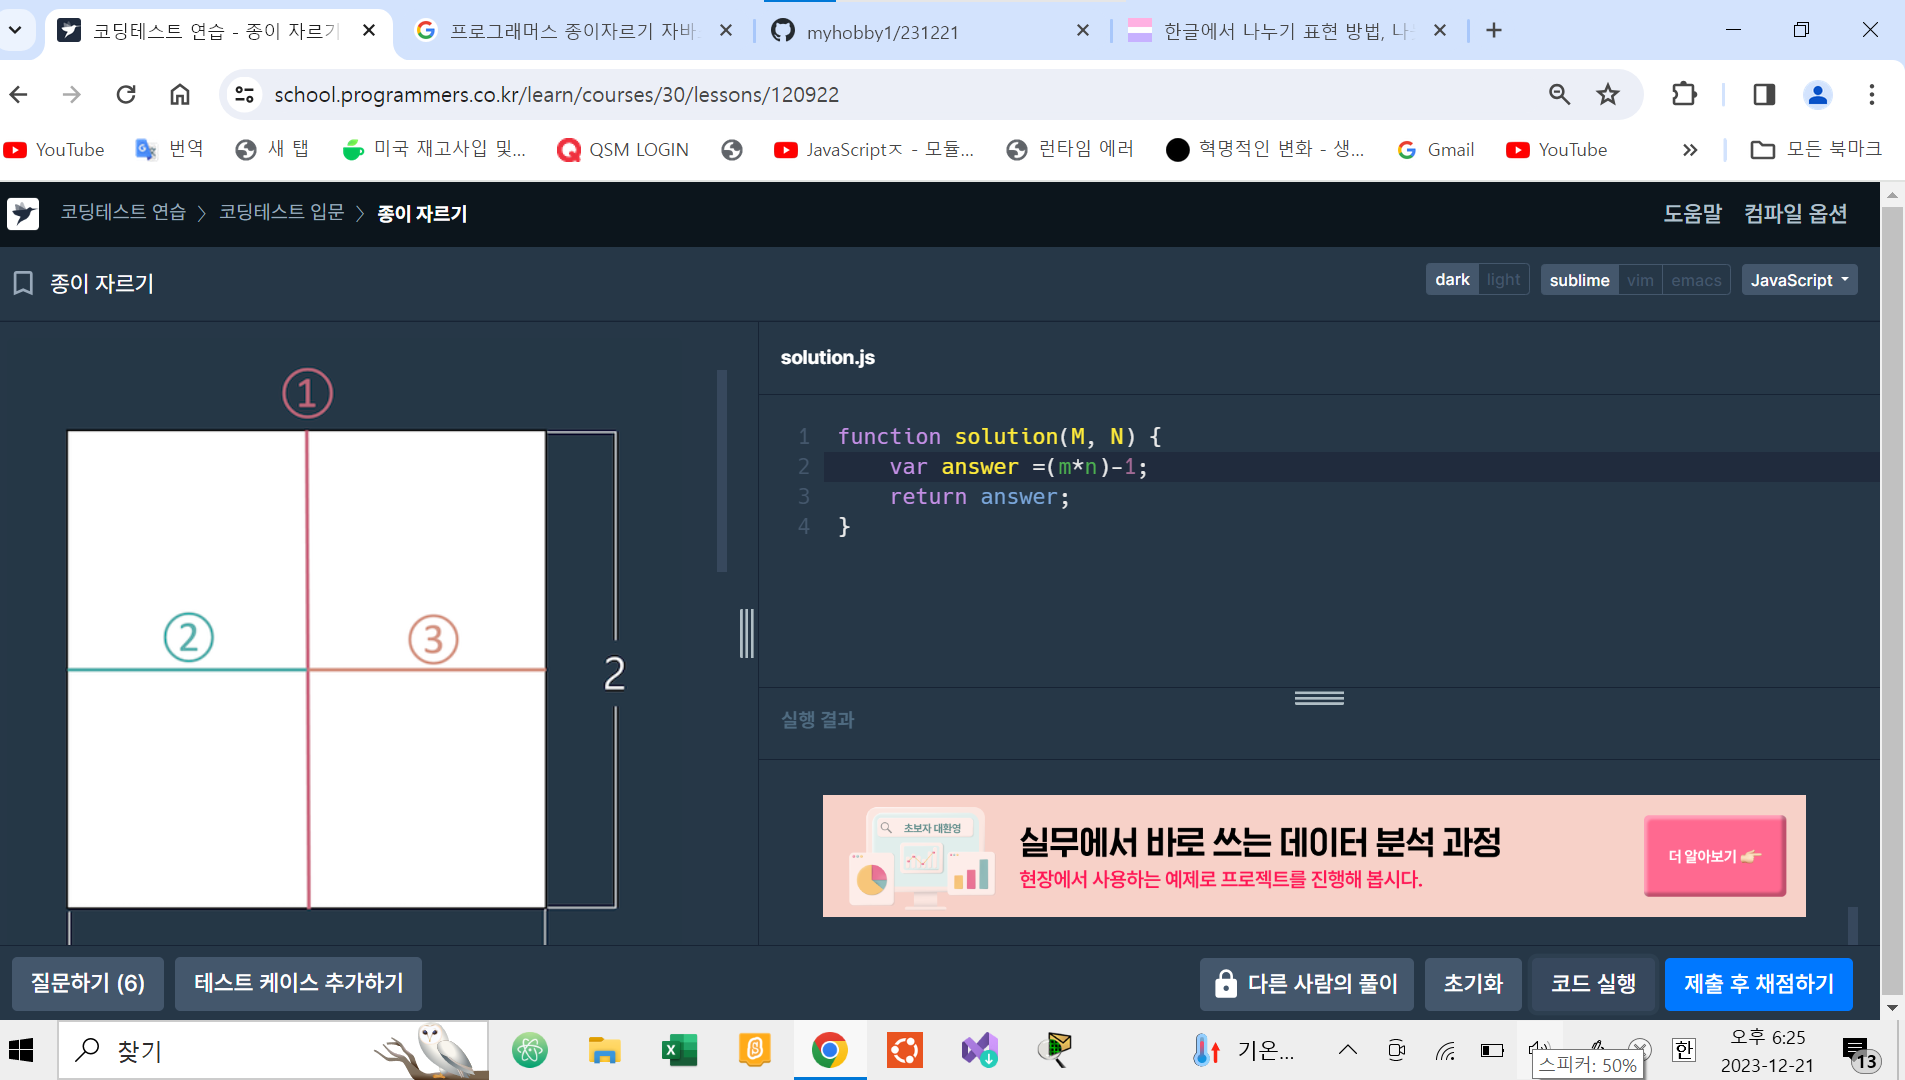 코딩테스트 연습 - 종이 자르기
프로그래머스 종이자르기 자바
myhobby1/231221
한글에서 나누기 표현 방법, 나
school.programmers.co.kr/learn/courses/30/lessons/120922
YouTube
번역
새 탭
미국 재고사입 및...
QSM LOGIN
JavaScriptㅈ - 모듈...
런타임 에러
혁명적인 변화 - 생...
Gmail
YouTube
모든 북마크
코딩테스트 연습
코딩테스트 입문
종이 자르기
도움말
컴파일 옵션
종이 자르기
dark
light
sublime
vim
emacs
JavaScript
①
②
③
2
solution.js
1 function solution(M, N) {
2 var answer =(m*n)-1;
3 return answer;
4 }
실행 결과
초보자 대환영
실무에서 바로 쓰는 데이터 분석 과정
현장에서 사용하는 예제로 프로젝트를 진행해 봅시다.
더 알아보기
질문하기 (6)
테스트 케이스 추가하기
다른 사람의 풀이
초기화
코드 실행
제출 후 채점하기
찾기
기온...
한
스피커: 50%
오후 6:25
2023-12-21
13